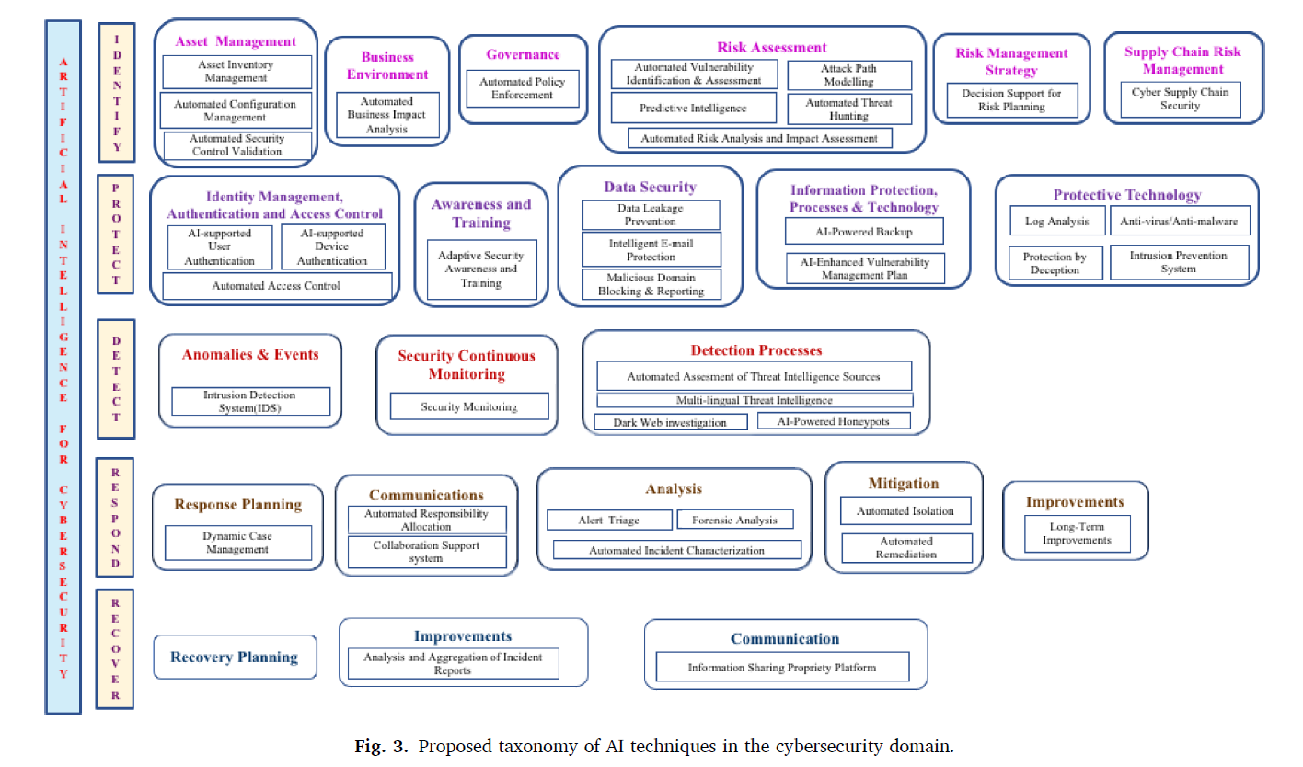 ARTIFICIAL INTELLIGENCE FOR CYBERSECURITY
IDENTIFY
Asset Management
Asset Inventory
Management
Automated Configuration
Management
Automated Security
Control Validation
Business
Environment
Automated
Business Impact
Analysis
Governance
Automated Policy
Enforcement
Risk Assessment
Automated Vulnerability
Identification & Assessment
Attack Path
Modelling
Predictive Intelligence
Automated Threat
Hunting
Automated Risk Analysis and Impact Assessment
Risk Management
Strategy
Decision Support for
Risk Planning
Supply Chain Risk
Management
Cyber Supply Chain
Security
PROTECT
Identity Management,
Authentication and Access Control
AI-supported
User
Authentication
AI-supported
Device
Authentication
Automated Access Control
Awareness and
Training
Adaptive Security
Awareness and
Training
Data Security
Data Leakage
Prevention
Intelligent E-mail
Protection
Malicious Domain
Blocking & Reporting
Information Protection,
Processes & Technology
AI-Powered Backup
AI-Enhanced Vulnerability
Management Plan
Protective Technology
Log Analysis
Anti-virus/Anti-malware
Protection by
Deception
Intrusion Prevention
System
DETECT
Anomalies & Events
Intrusion Detection
System(IDS)
Security Continuous
Monitoring
Security Monitoring
Detection Processes
Automated Assesment of Threat Intelligence Sources
Multi-lingual Threat Intelligence
Dark Web investigation
AI-Powered Honeypots
RESPOND
Response Planning
Dynamic Case
Management
Communications
Automated Responsibility
Allocation
Collaboration Support
system
Analysis
Alert Triage
Forensic Analysis
Automated Incident Characterization
Mitigation
Automated Isolation
Automated
Remediation
Improvements
Long-Term
Improvements
RECOVER
Recovery Planning
Improvements
Analysis and Aggregation of Incident
Reports
Communication
Information Sharing Propriety Platform
Fig. 3. Proposed taxonomy of AI techniques in the cybersecurity domain.